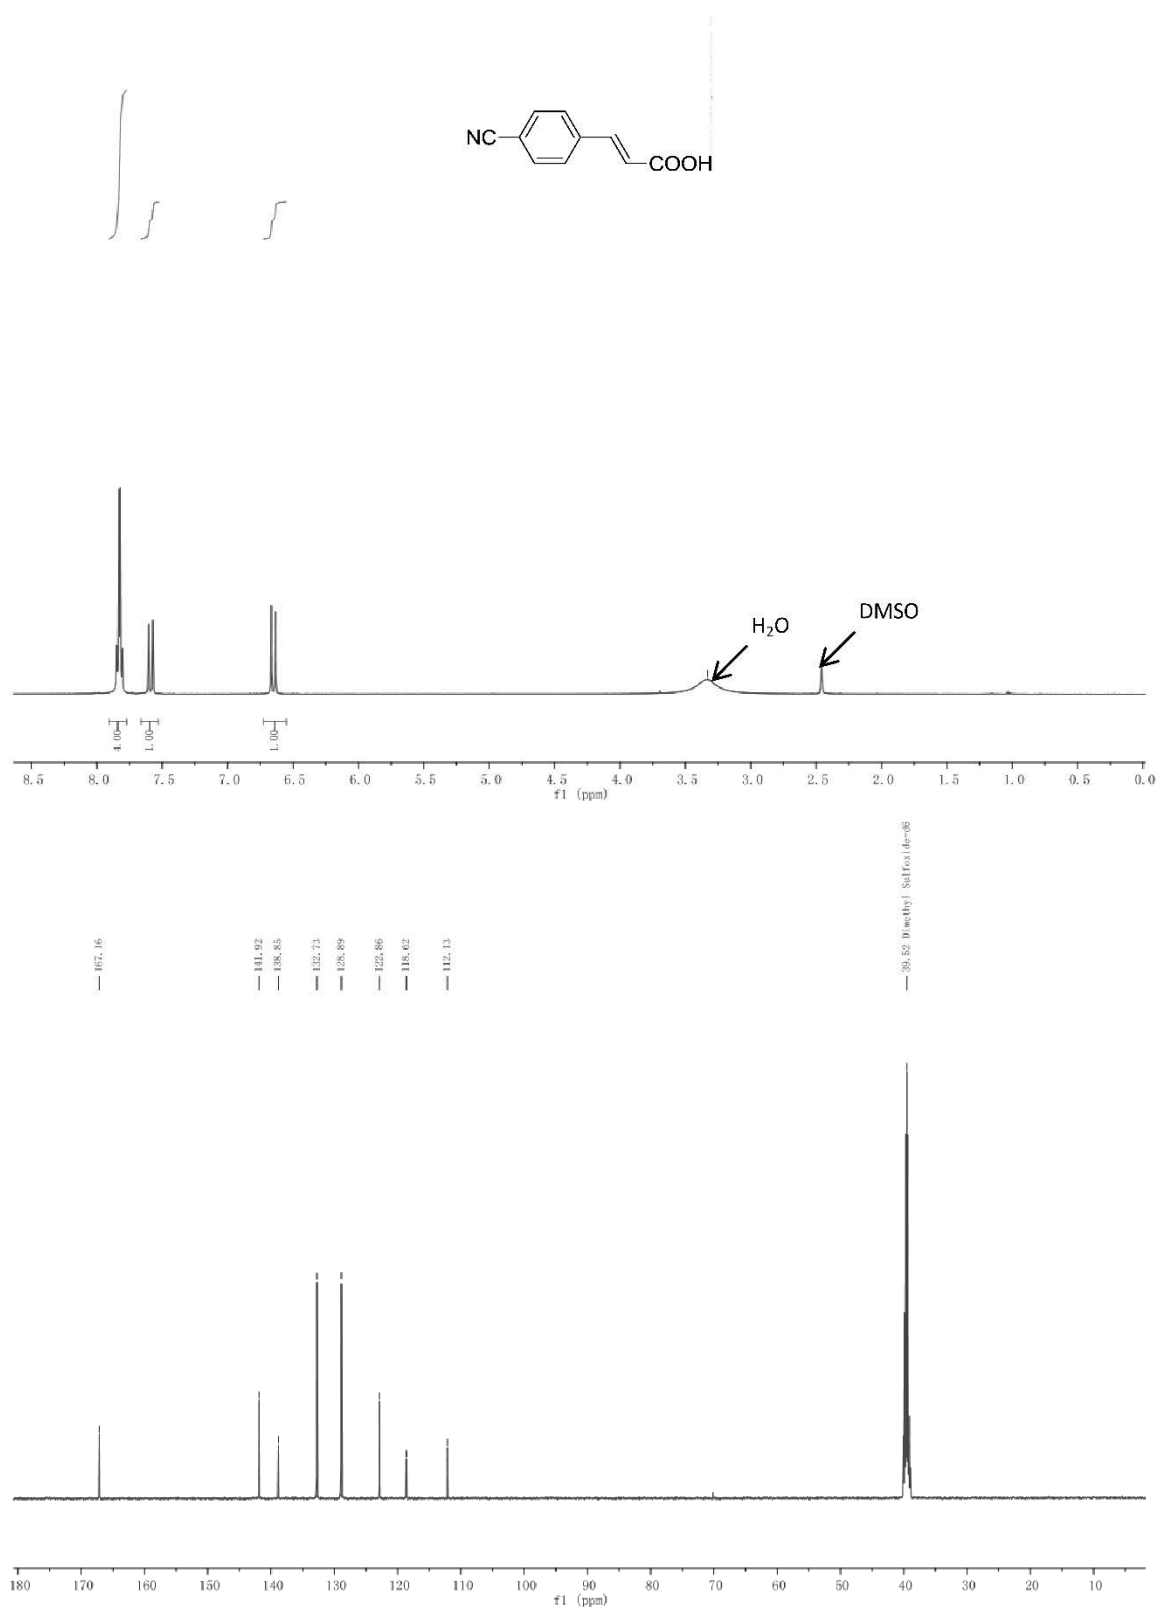 NC
COOH
H₂O
DMSO
4.00
1.00
1.00
8.5 8.0 7.5 7.0 6.5 6.0 5.5 5.0 4.5 4.0 3.5 3.0 2.5 2.0 1.5 1.0 0.5 0.0
f1 (ppm)
167.16
141.92
138.85
132.73
128.89
122.86
118.62
112.13
39.52 Dimethyl Sulfoxide-d6
180 170 160 150 140 130 120 110 100 90 80 70 60 50 40 30 20 10
f1 (ppm)